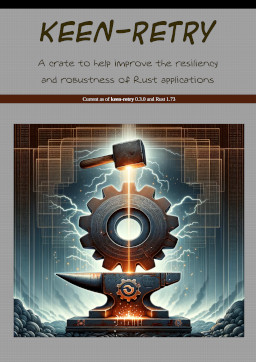 KEEN-RETRY
A crate to help improve the resiliency
and robustness of Rust applications
Current as of keen-retry 0.3.0 and Rust 1.73